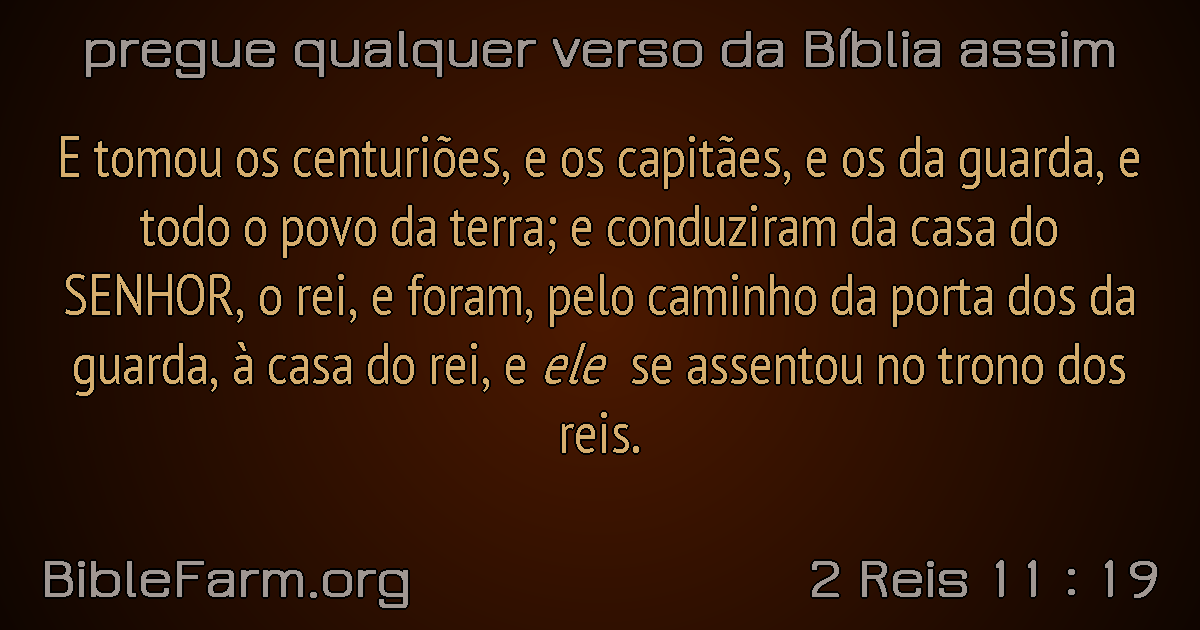 pregue qualquer verso da Bíblia assim
E tomou os centuriões, e os capitães, e os da guarda, e
todo o povo da terra; e conduziram da casa do
SENHOR, o rei, e foram, pelo caminho da porta dos da
guarda, à casa do rei, e ele se assentou no trono dos
reis.
BibleFarm.org
2 Reis 11 : 19